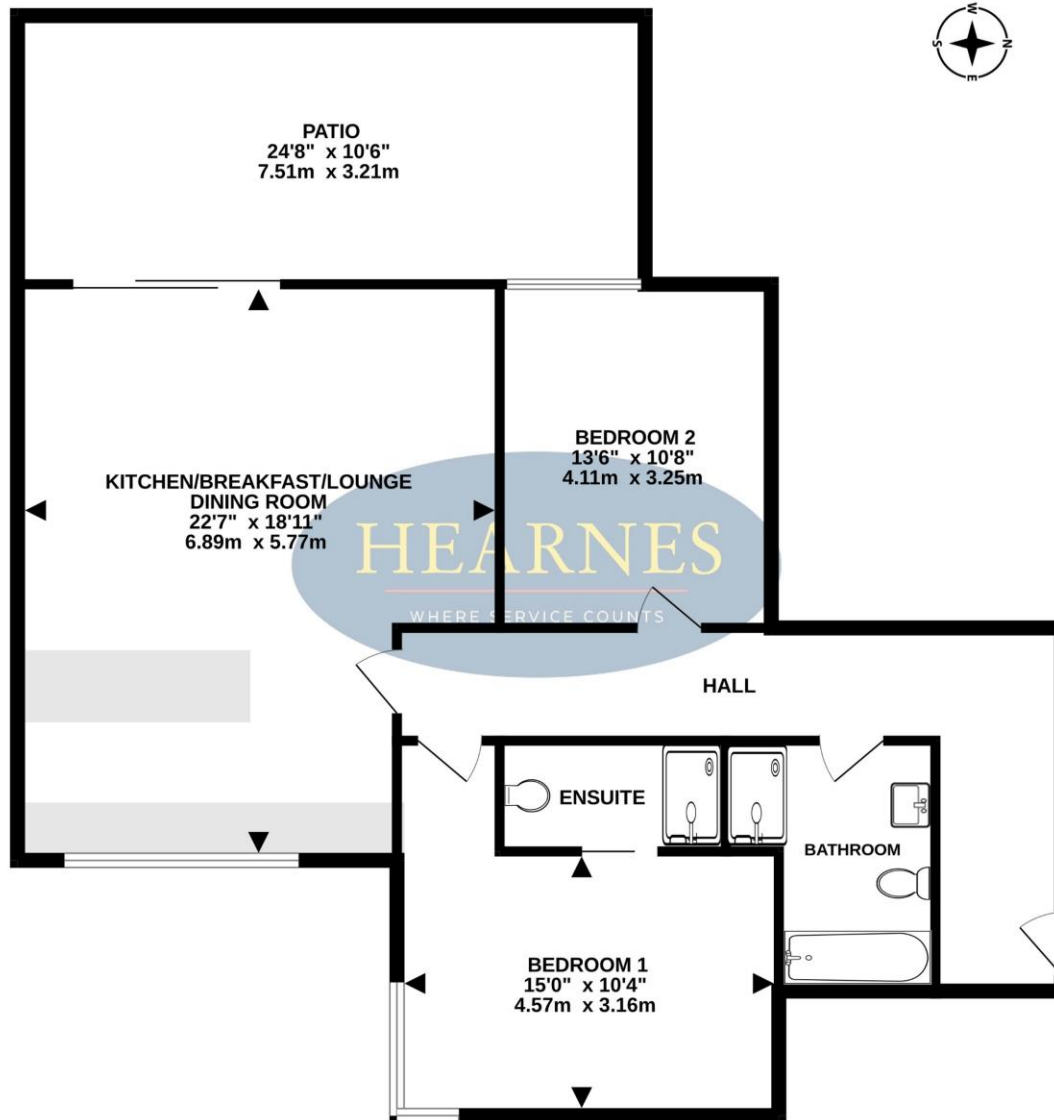 W
S
N
E
PATIO
24'8" x 10'6"
7.51m x 3.21m
BEDROOM 2
13'6" x 10'8"
4.11m x 3.25m
KITCHEN/BREAKFAST/LOUNGE
DINING ROOM
22'7" x 18'11"
6.89m x 5.77m
HEARNES
WHERE SERVICE COUNTS
HALL
ENSUITE
BATHROOM
BEDROOM 1
15'0" x 10'4"
4.57m x 3.16m